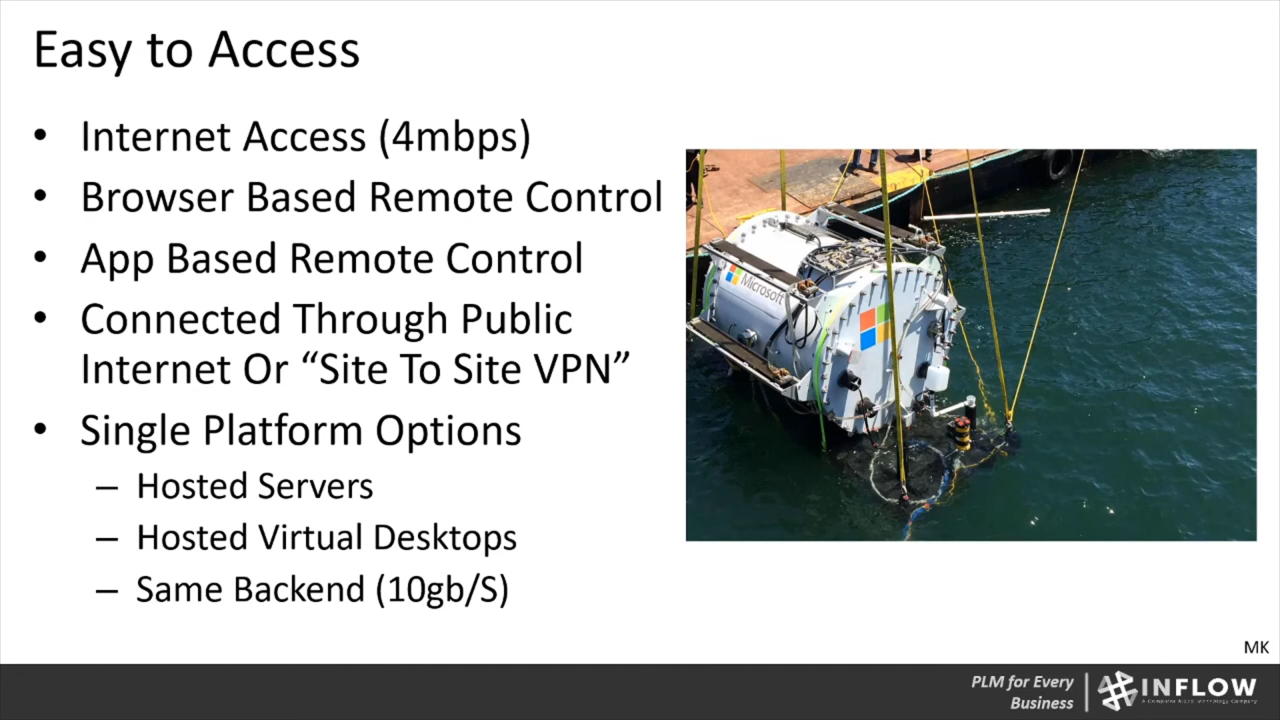 Easy to Access
• Internet Access (4mbps)
• Browser Based Remote Control
• App Based Remote Control
• Connected Through Public
Internet Or “Site To Site VPN”
• Single Platform Options
– Hosted Servers
– Hosted Virtual Desktops
– Same Backend (10gb/S)
Microsoft
MK
PLM for Every
Business
INFLOW